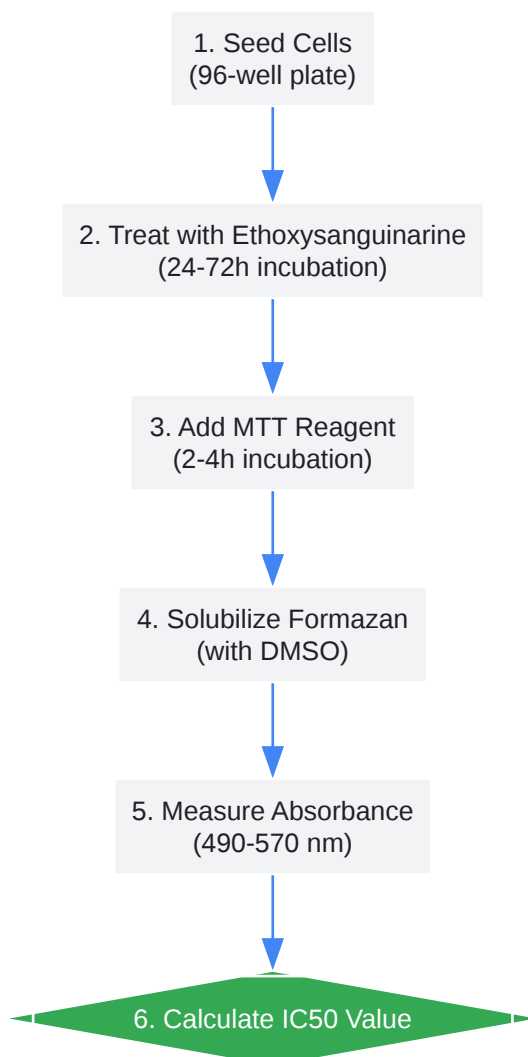 1. Seed Cells
(96-well plate)
2. Treat with Ethoxysanguinarine
(24-72h incubation)
3. Add MTT Reagent
(2-4h incubation)
4. Solubilize Formazan
(with DMSO)
5. Measure Absorbance
(490-570 nm)
6. Calculate IC50 Value